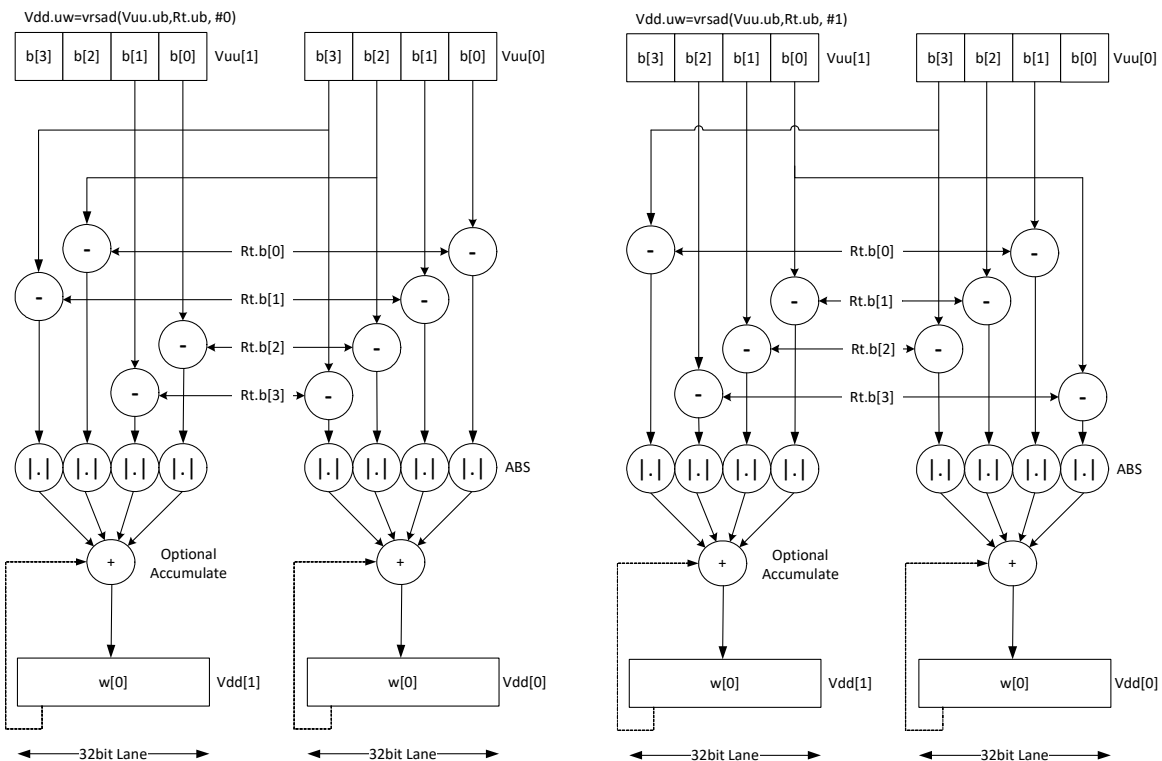 Vdd.uw=vrsad(Vuu.ub,Rt.ub, #0)
b[3] b[2] b[1] b[0] Vuu[1] b[3] b[2] b[1] b[0] Vuu[0]
- Rt.b[0] -
- Rt.b[1] -
- Rt.b[2] -
- Rt.b[3] -
|.| |.| |.| |.| |.| |.| |.| |.| ABS
+ Optional +
Accumulate
w[0] Vdd[1] w[0] Vdd[0]
32bit Lane 32bit Lane
Vdd.uw=vrsad(Vuu.ub,Rt.ub, #1)
b[3] b[2] b[1] b[0] Vuu[1] b[3] b[2] b[1] b[0] Vuu[0]
- Rt.b[0] -
- Rt.b[1] -
- Rt.b[2] -
- Rt.b[3] -
|.| |.| |.| |.| |.| |.| |.| |.| ABS
+ Optional +
Accumulate
w[0] Vdd[1] w[0] Vdd[0]
32bit Lane 32bit Lane